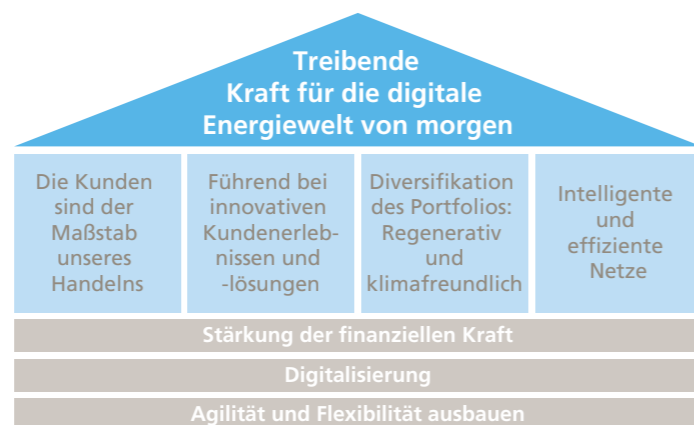 Treibende
Kraft für die digitale
Energiewelt von morgen
Die Kunden
sind der
Maßstab
unseres
Handelns
Führend bei
innovativen
Kundenerleb-
nissen und
-lösungen
Diversifikation
des Portfolios:
Regenerativ
und
klimafreundlich
Intelligente
und
effiziente
Netze
Stärkung der finanziellen Kraft
Digitalisierung
Agilität und Flexibilität ausbauen